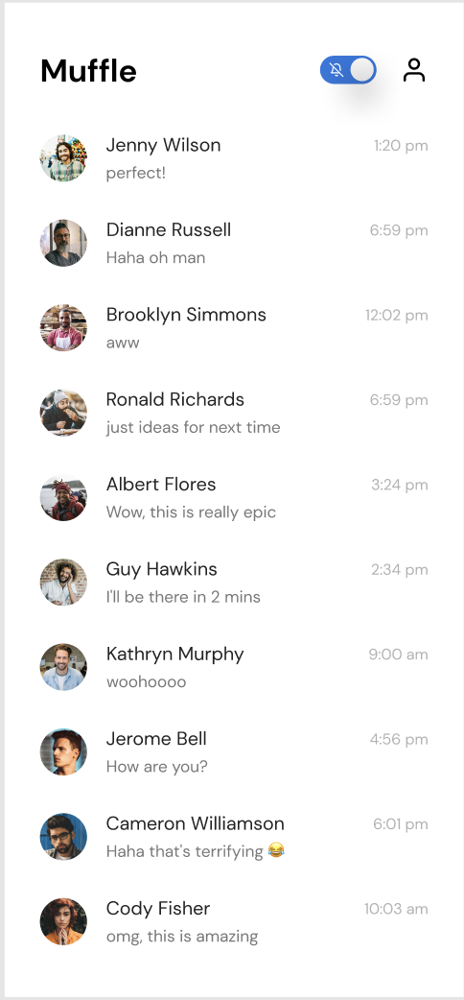 Muffle
Jenny Wilson 1:20 pm
perfect!
Dianne Russell 6:59 pm
Haha oh man
Brooklyn Simmons 12:02 pm
aww
Ronald Richards 6:59 pm
just ideas for next time
Albert Flores 3:24 pm
Wow, this is really epic
Guy Hawkins 2:34 pm
I'll be there in 2 mins
Kathryn Murphy 9:00 am
woohoooo
Jerome Bell 4:56 pm
How are you?
Cameron Williamson 6:01 pm
Haha that's terrifying 😂
Cody Fisher 10:03 am
omg, this is amazing